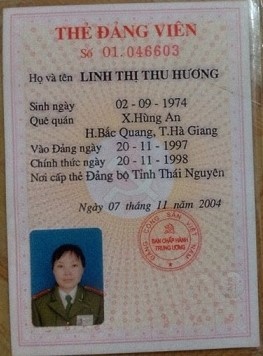 THẺ ĐẢNG VIÊN
Số 01.046603
Họ và tên LINH THỊ THU HƯƠNG
Sinh ngày 02 - 09 - 1974
Quê quán X.Hùng An
H.Bắc Quang, T.Hà Giang
Vào Đảng ngày 20 - 11 - 1997
Chính thức ngày 20 - 11 - 1998
Nơi cấp thẻ Đảng bộ Tỉnh Thái Nguyên
Ngày 07 tháng 11 năm 2004
ĐẢNG CỘNG SẢN VIỆT NAM
BAN CHẤP HÀNH
TRUNG ƯƠNG